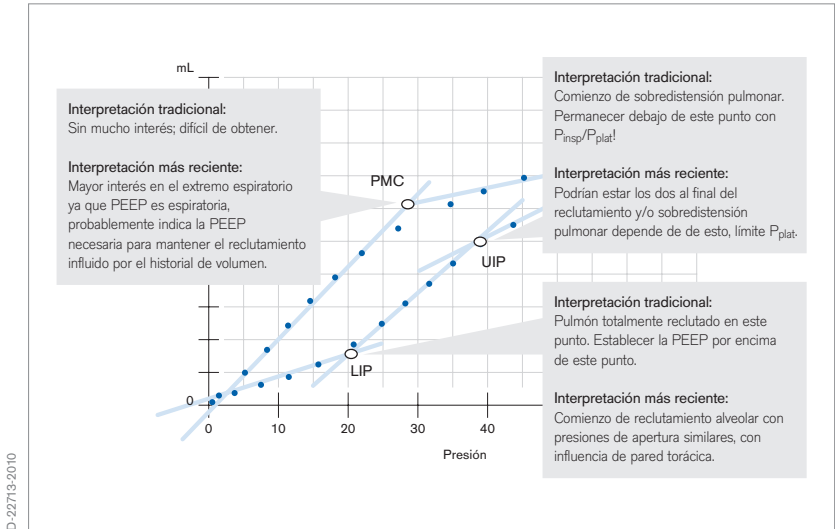 mL
Interpretación tradicional:
Sin mucho interés; difícil de obtener.
Interpretación más reciente:
Mayor interés en el extremo espiratorio
ya que PEEP es espiratoria,
probablemente indica la PEEP
necesaria para mantener el reclutamiento
influido por el historial de volumen.
Interpretación tradicional:
Comienzo de sobredistensión pulmonar.
Permanecer debajo de este punto con
Pinsp/Pplat!
Interpretación más reciente:
Podrían estar los dos al final del
reclutamiento y/o sobredistensión
pulmonar depende de de esto, límite Pplat.
PMC
UIP
LIP
Interpretación tradicional:
Pulmón totalmente reclutado en este
punto. Establecer la PEEP por encima
de este punto.
Interpretación más reciente:
Comienzo de reclutamiento alveolar con
presiones de apertura similares, con
influencia de pared torácica.
0
0 10 20 30 40
Presión
D-22713-2010